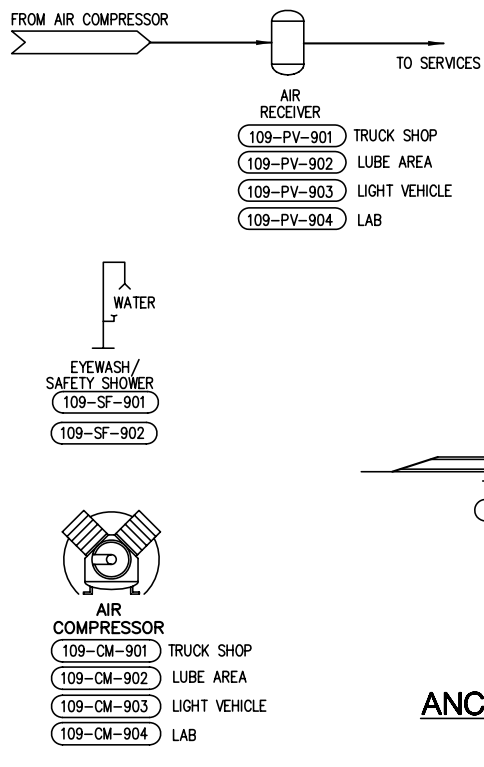 FROM AIR COMPRESSOR
TO SERVICES
AIR
RECEIVER
109-PV-901 TRUCK SHOP
109-PV-902 LUBE AREA
109-PV-903 LIGHT VEHICLE
109-PV-904 LAB
WATER
EYEWASH/
SAFETY SHOWER
109-SF-901
109-SF-902
AIR
COMPRESSOR
109-CM-901 TRUCK SHOP
109-CM-902 LUBE AREA
109-CM-903 LIGHT VEHICLE
109-CM-904 LAB
ANC